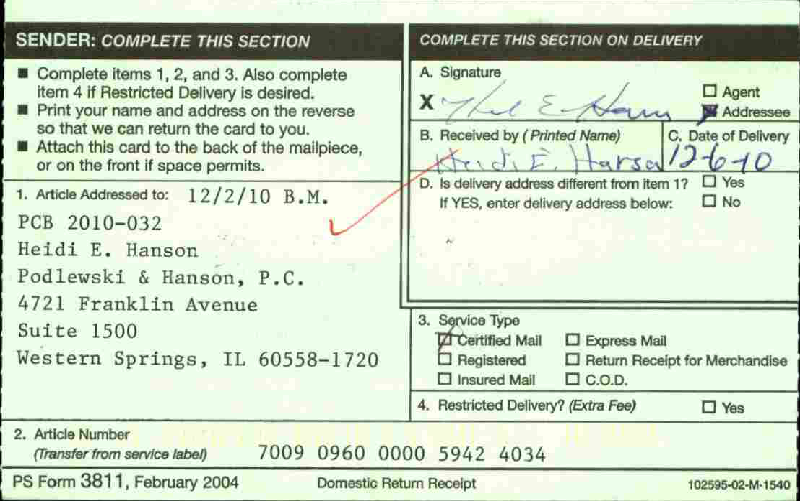 SENDER: COMPLETE THIS SECTION
■ Complete items 1, 2, and 3. Also complete
item 4 if Restricted Delivery is desired.
■ Print your name and address on the reverse
so that we can return the card to you.
■ Attach this card to the back of the mailpiece,
or on the front if space permits.
1. Article Addressed to: 12/2/10 B.M.
PCB 2010-032
Heidi E. Hanson
Podlewski & Hanson, P.C.
4721 Franklin Avenue
Suite 1500
Western Springs, IL 60558-1720
2. Article Number
(Transfer from service label) 7009 0960 0000 5942 4034
COMPLETE THIS SECTION ON DELIVERY
A. Signature
X
Agent
Addressee
B. Received by (Printed Name)
Heidi E.
C. Date of Delivery
12-6-10
D. Is delivery address different from item 1? Yes
If YES, enter delivery address below: No
3. Service Type
Certified Mail Express Mail
Registered Return Receipt for Merchandise
Insured Mail C.O.D.
4. Restricted Delivery? (Extra Fee) Yes
PS Form 3811, February 2004 Domestic Return Receipt 102595-02-M-1540